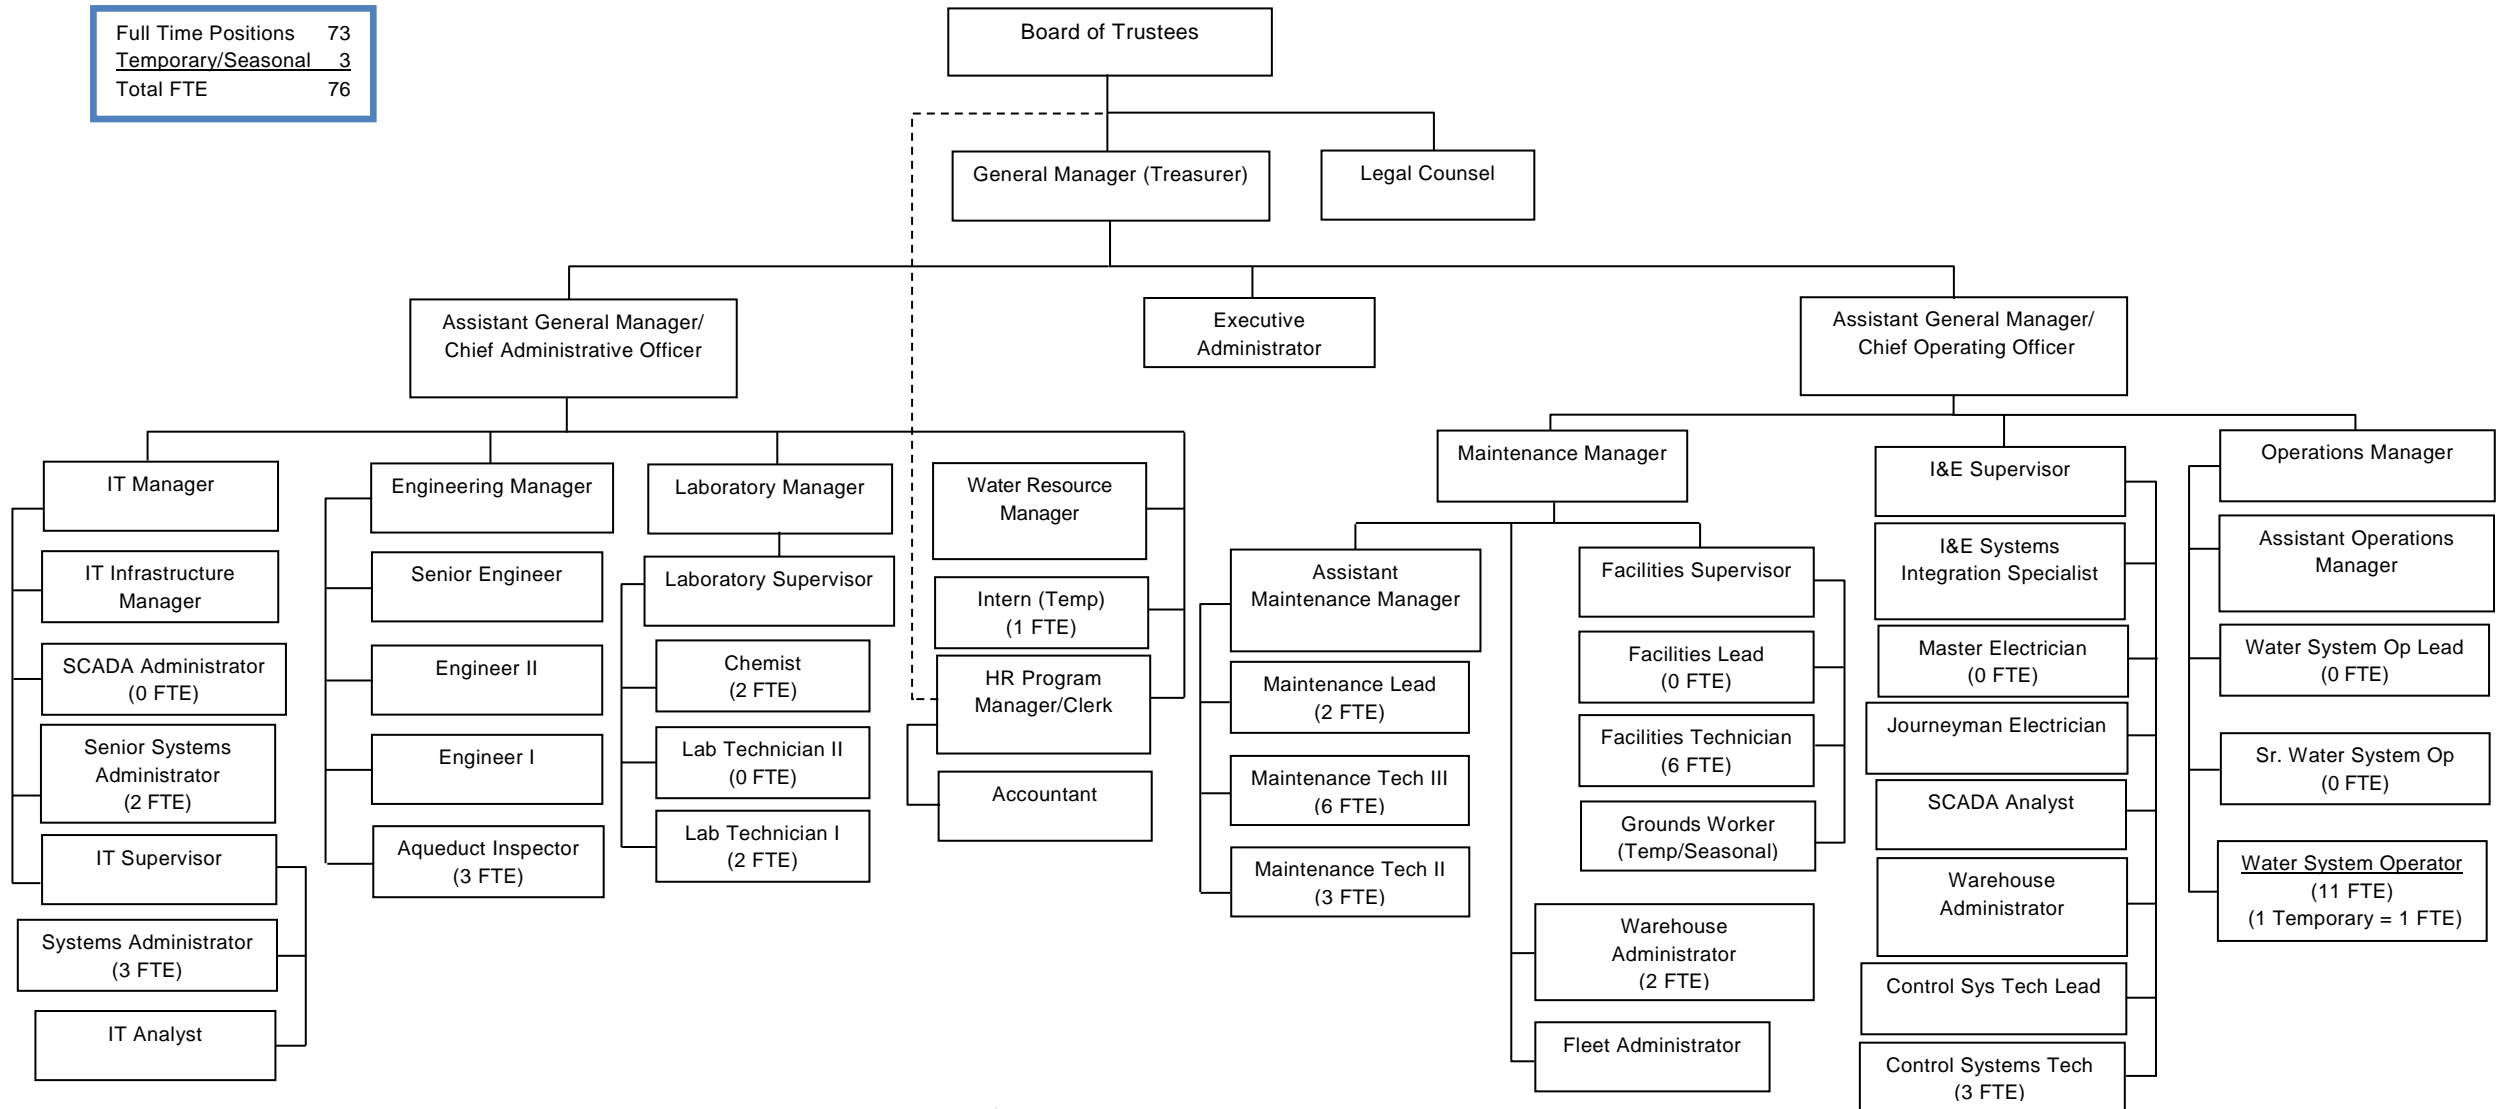 Full Time Positions 73
Temporary/Seasonal 3
Total FTE 76
Board of Trustees
General Manager (Treasurer)
Legal Counsel
Assistant General Manager/
Chief Administrative Officer
Executive
Administrator
Assistant General Manager/
Chief Operating Officer
IT Manager
IT Infrastructure
Manager
SCADA Administrator
(0 FTE)
Senior Systems
Administrator
(2 FTE)
IT Supervisor
Systems Administrator
(3 FTE)
IT Analyst
Engineering Manager
Senior Engineer
Engineer II
Engineer I
Aqueduct Inspector
(3 FTE)
Laboratory Manager
Laboratory Supervisor
Chemist
(2 FTE)
Lab Technician II
(0 FTE)
Lab Technician I
(2 FTE)
Water Resource
Manager
Intern (Temp)
(1 FTE)
HR Program
Manager/Clerk
Accountant
Maintenance Manager
Assistant
Maintenance Manager
Maintenance Lead
(2 FTE)
Maintenance Tech III
(6 FTE)
Maintenance Tech II
(3 FTE)
Facilities Supervisor
Facilities Lead
(0 FTE)
Facilities Technician
(6 FTE)
Grounds Worker
(Temp/Seasonal)
Warehouse
Administrator
(2 FTE)
Fleet Administrator
I&E Supervisor
I&E Systems
Integration Specialist
Master Electrician
(0 FTE)
Journeyman Electrician
SCADA Analyst
Warehouse
Administrator
Control Sys Tech Lead
Control Systems Tech
(3 FTE)
Operations Manager
Assistant Operations
Manager
Water System Op Lead
(0 FTE)
Sr. Water System Op
(0 FTE)
Water System Operator
(11 FTE)
(1 Temporary = 1 FTE)